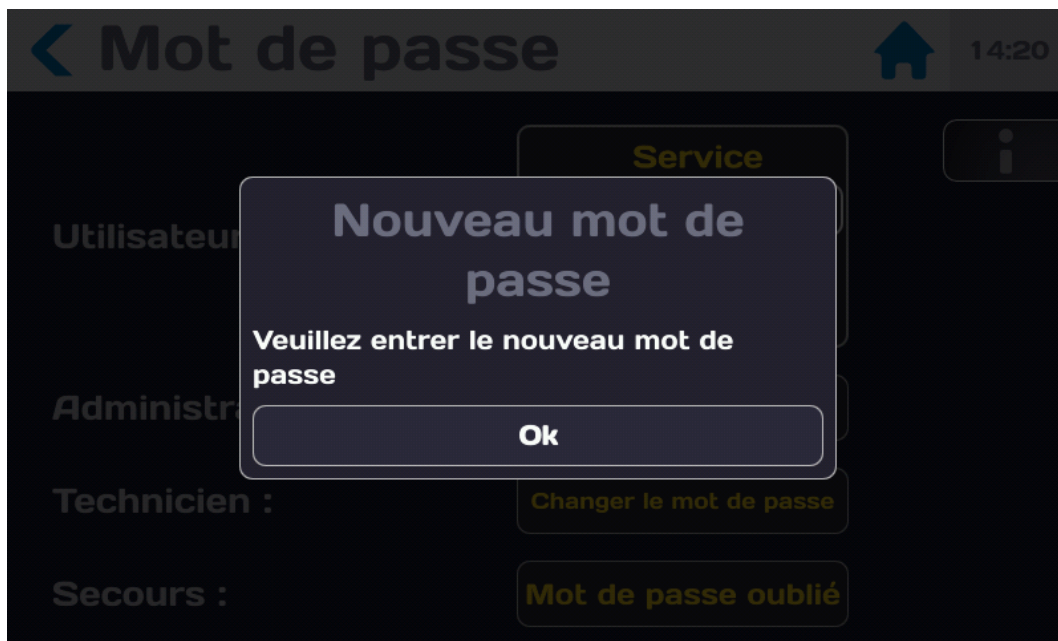 Mot de passe
14:20
Service
Utilisateur
Nouveau mot de
passe
Veuillez entrer le nouveau mot de
passe
Ok
Administra
Technicien :
Changer le mot de passe
Secours :
Mot de passe oublié